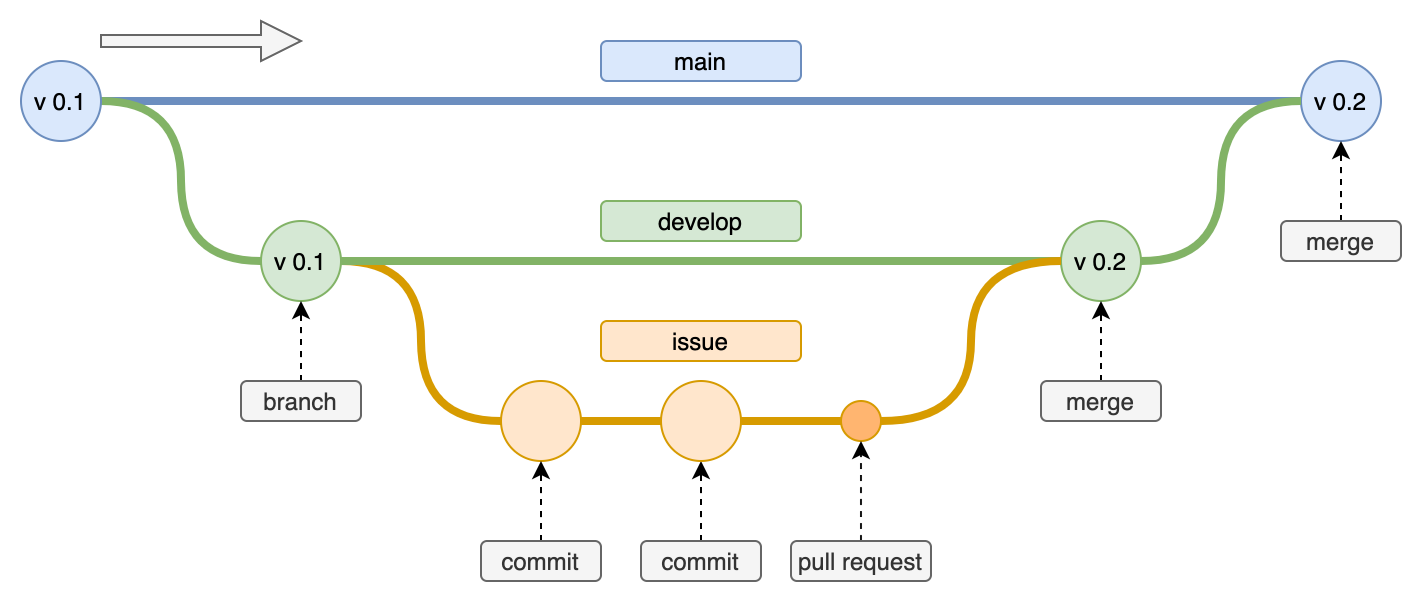 main
v 0.1
v 0.2
develop
merge
v 0.1
v 0.2
issue
branch
merge
commit
commit
pull request